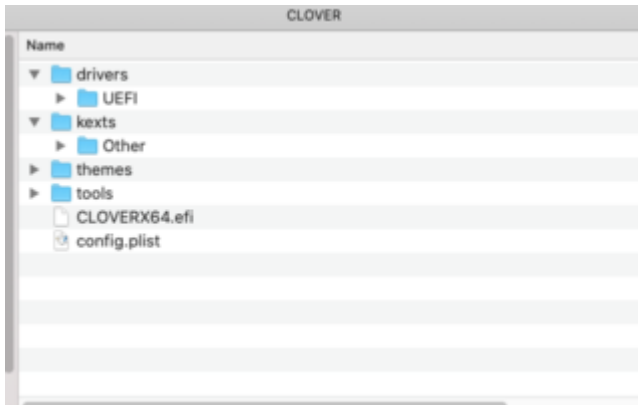 CLOVER
Name
drivers
UEFI
kexts
Other
themes
tools
CLOVERX64.efi
config.plist